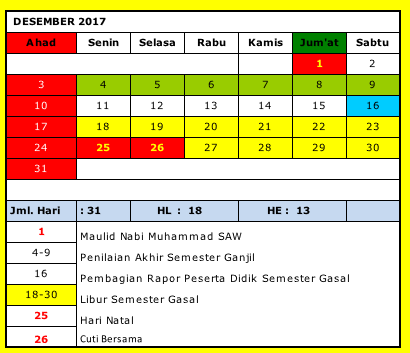 DESEMBER 2017
Ahad Senin Selasa Rabu Kamis Jum'at Sabtu
1 2
3 4 5 6 7 8 9
10 11 12 13 14 15 16
17 18 19 20 21 22 23
24 25 26 27 28 29 30
31
Jml. Hari : 31 HL : 18 HE : 13
1 Maulid Nabi Muhammad SAW
4-9 Penilaian Akhir Semester Ganjil
16 Pembagian Rapor Peserta Didik Semester Gasal
18-30 Libur Semester Gasal
25 Hari Natal
26 Cuti Bersama